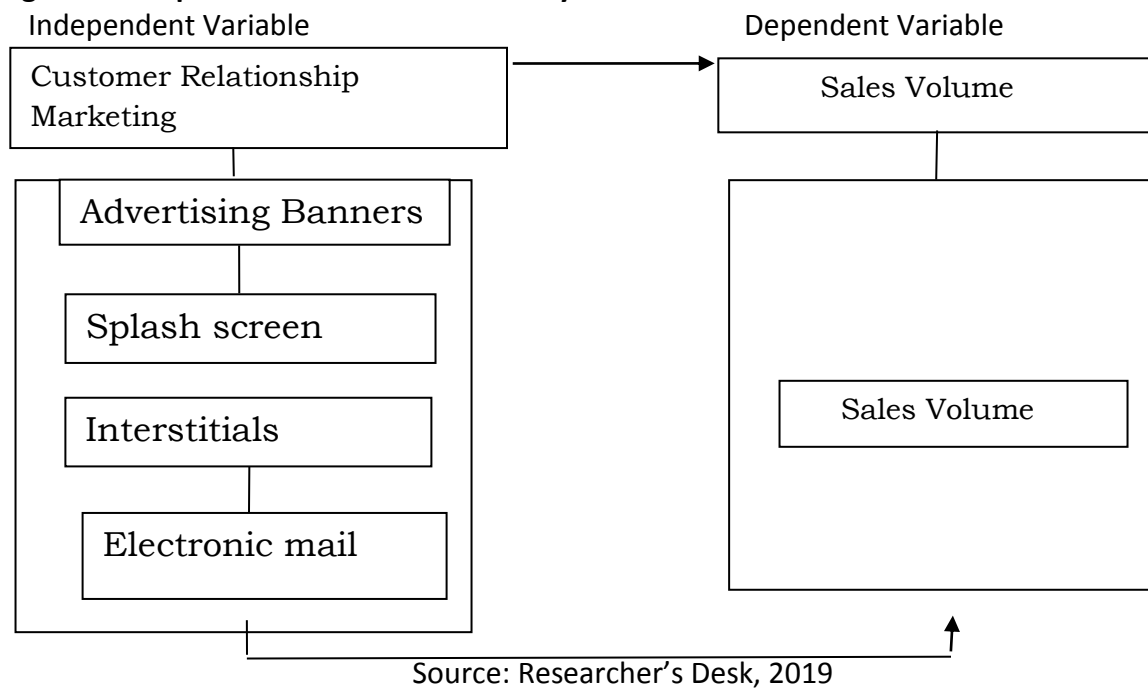 Independent Variable
Dependent Variable
Customer Relationship
Marketing
Sales Volume
Advertising Banners
Splash screen
Interstitials
Sales Volume
Electronic mail
Source: Researcher’s Desk, 2019